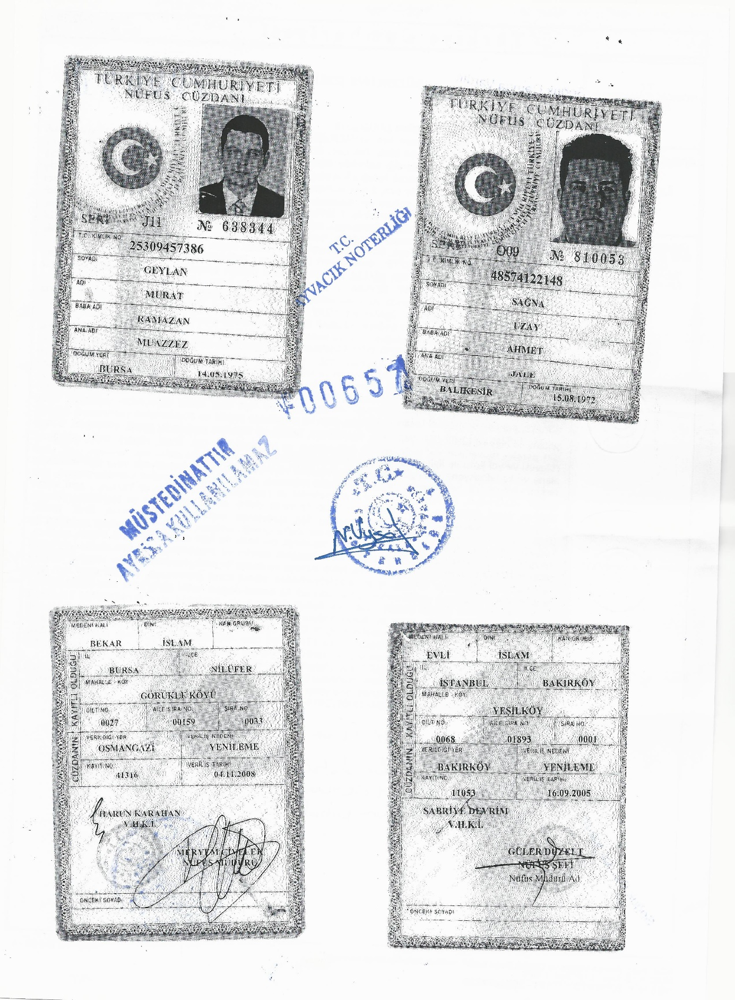 TÜRKİYE CUMHURİYETİ
NÜFUS CÜZDANI
SERİ J11 № 638344
T.C. KİMLİK NO.
25309457386
SOYADI
GEYLAN
ADI
MURAT
BABA ADI
RAMAZAN
ANA ADI
MUAZZEZ
DOĞUM YERİ DOĞUM TARİHİ
BURSA 14.05.1975
TÜRKİYE CUMHURİYETİ
NÜFUS CÜZDANI
SERİ O09 № 810053
T.C. KİMLİK NO.
48574122148
SOYADI
SAĞNA
ADI
UZAY
BABA ADI
AHMET
ANA ADI
JALE
DOĞUM YERİ DOĞUM TARİHİ
BALIKESİR 15.08.1972
T.C.
AYVACIK NOTERLİĞİ
00657
MÜSTEDİNATTIR
AYRICA KULLANILAMAZ
T.C.
N.Uysal
MEDENİ HALİ DİNİ KAN GRUBU
BEKAR İSLAM
CÜZDANIN KAYITLI OLDUĞU
İL İLÇE
BURSA NİLÜFER
MAHALLE - KÖY
GÖRÜKLE KÖYÜ
CİLT NO. AİLE SIRA NO. SIRA NO
0027 00159 0033
VERİLDİĞİ YER VERİLİŞ NEDENİ
OSMANGAZİ YENİLEME
KAYIT NO. VERİLİŞ TARİHİ
41316 04.11.2008
HARUN KARAHAN
V.H.K.İ.
MERYEM CİVELEK
NÜFUS MÜDÜRÜ
ÖNCEKİ SOYADI
MEDENİ HALİ DİNİ KAN GRUBU
EVLİ İSLAM
CÜZDANIN KAYITLI OLDUĞU
İL İLÇE
İSTANBUL BAKIRKÖY
MAHALLE - KÖY
YEŞİLKÖY
CİLT NO. AİLE SIRA NO. SIRA NO.
0068 01893 0001
VERİLDİĞİ YER VERİLİŞ NEDENİ
BAKIRKÖY YENİLEME
KAYIT NO. VERİLİŞ TARİHİ
11053 16.09.2005
SABRİYE DEVRİM
V.H.K.İ.
GÜLER DÜZELT
NÜFUS ŞEFİ
Nüfus Müdürü Ad.
ÖNCEKİ SOYADI